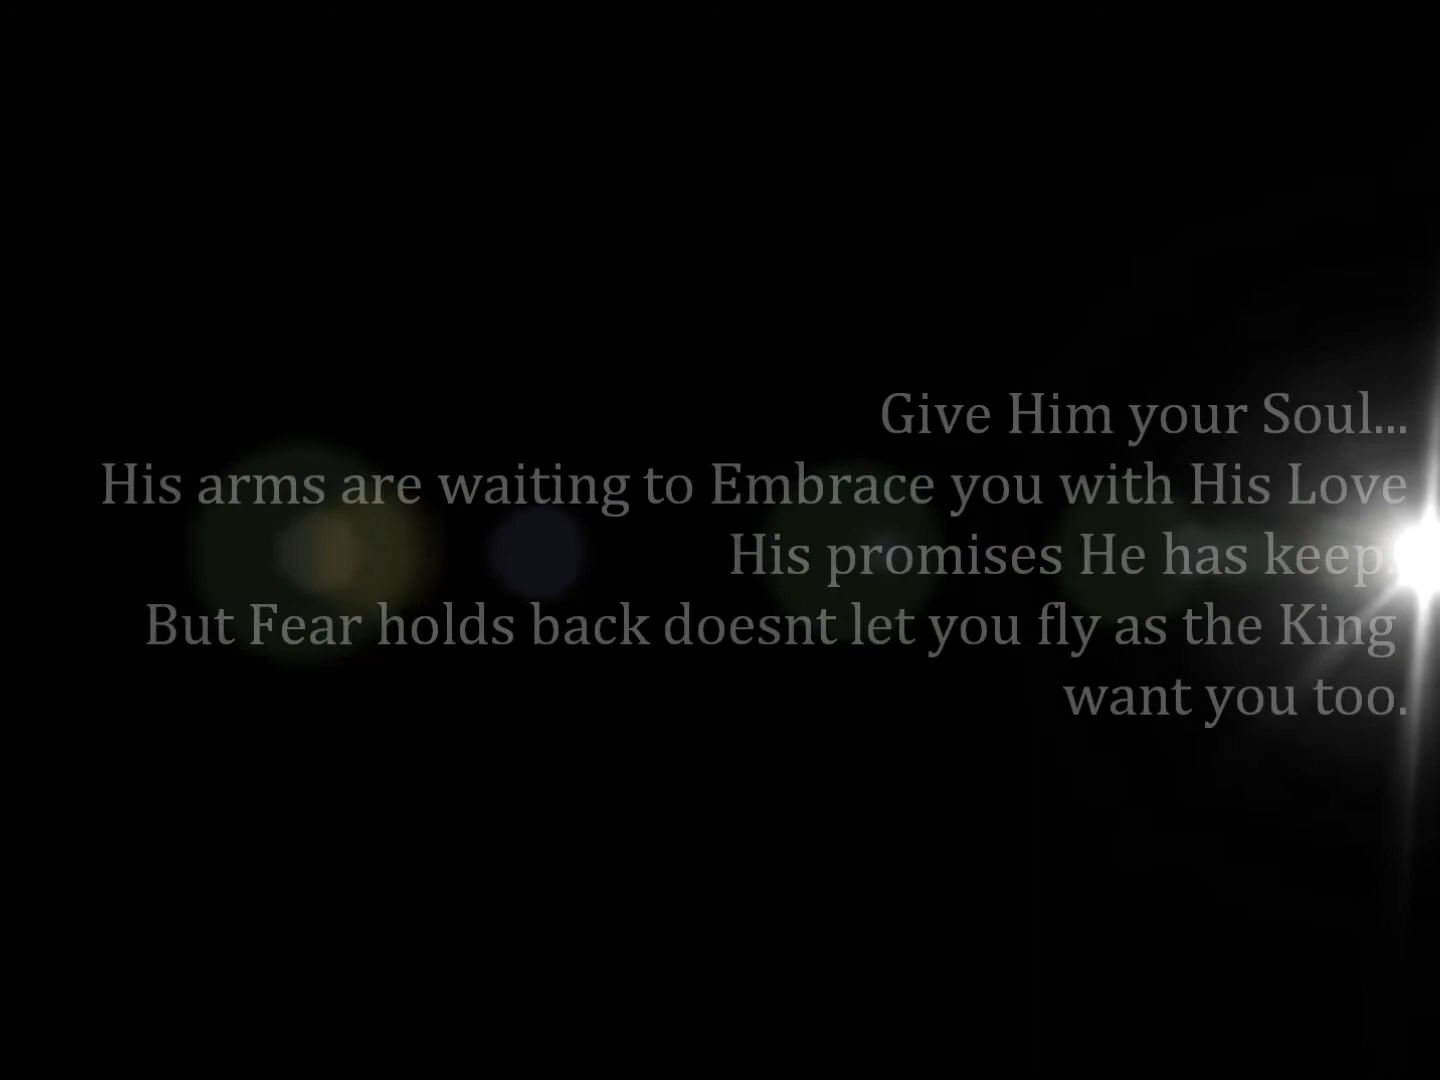 Give Him your Soul...
His arms are waiting to Embrace you with His Love
His promises He has keep.
But Fear holds back doesnt let you fly as the King
want you too.